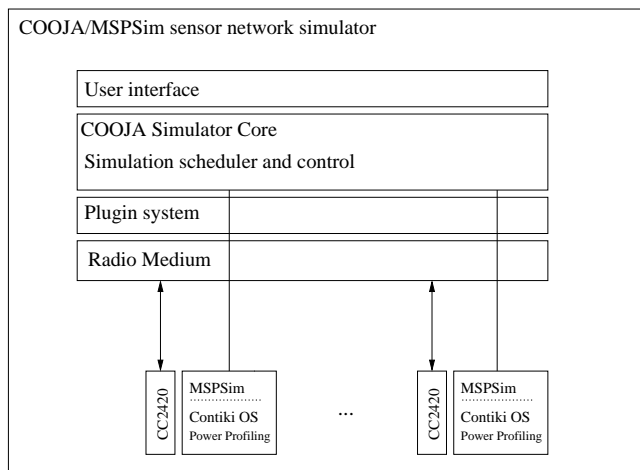 COOJA/MSPSim sensor network simulator
User interface
COOJA Simulator Core
Simulation scheduler and control
Plugin system
Radio Medium
CC2420
MSPSim
Contiki OS
Power Profiling
...
CC2420
MSPSim
Contiki OS
Power Profiling